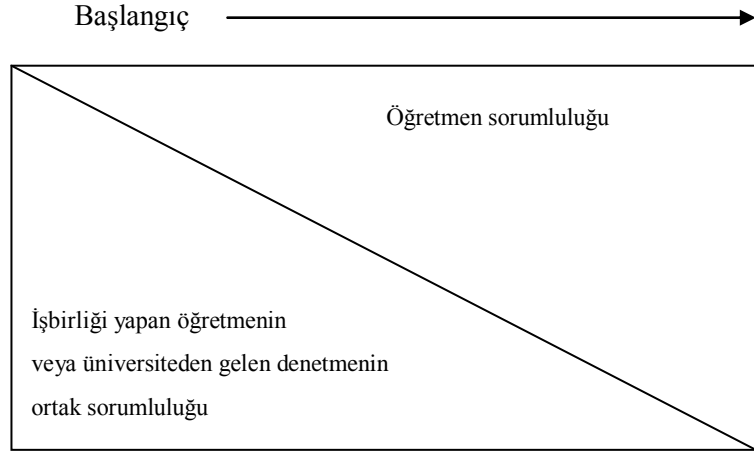 Başlangıç
Öğretmen sorumluluğu
İşbirliği yapan öğretmenin
veya üniversiteden gelen denetmenin
ortak sorumluluğu